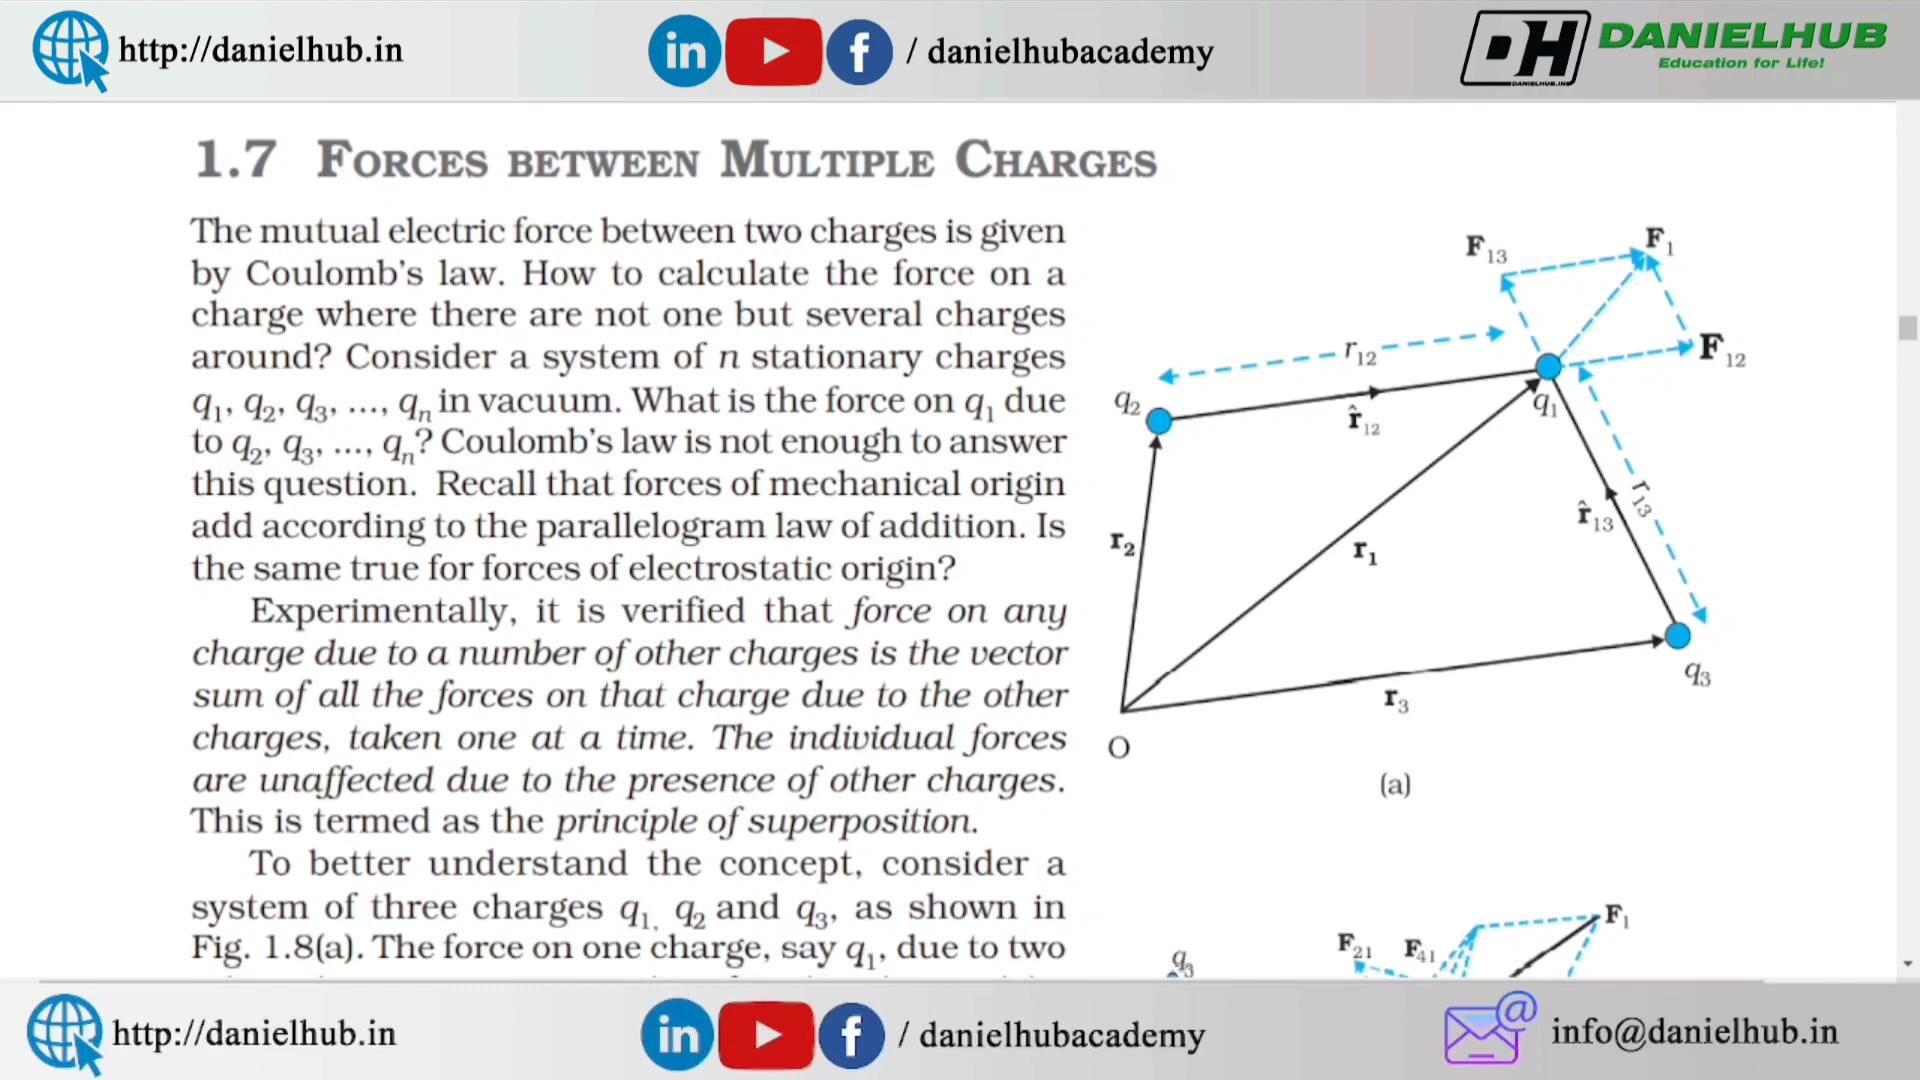 http://danielhub.in
in
f
/ danielhubacademy
DH
DANIELHUB.IN
DANIELHUB
Education for Life!
1.7 FORCES BETWEEN MULTIPLE CHARGES
The mutual electric force between two charges is given
by Coulomb's law. How to calculate the force on a
charge where there are not one but several charges
around? Consider a system of n stationary charges
q₁, q₂, q₃, ..., qₙ in vacuum. What is the force on q₁ due
to q₂, q₃, ..., qₙ? Coulomb's law is not enough to answer
this question. Recall that forces of mechanical origin
add according to the parallelogram law of addition. Is
the same true for forces of electrostatic origin?
Experimentally, it is verified that force on any
charge due to a number of other charges is the vector
sum of all the forces on that charge due to the other
charges, taken one at a time. The individual forces
are unaffected due to the presence of other charges.
This is termed as the principle of superposition.
To better understand the concept, consider a
system of three charges q₁, q₂ and q₃, as shown in
Fig. 1.8(a). The force on one charge, say q₁, due to two
F₁₃
F₁
r₁₂
F₁₂
q₂
r̂₁₂
q₁
r₁₃
r̂₁₃
r₂
r₁
q₃
r₃
O
(a)
F₁
F₂₁
F₄₁
q₃
http://danielhub.in
in
f
/ danielhubacademy
@
info@danielhub.in